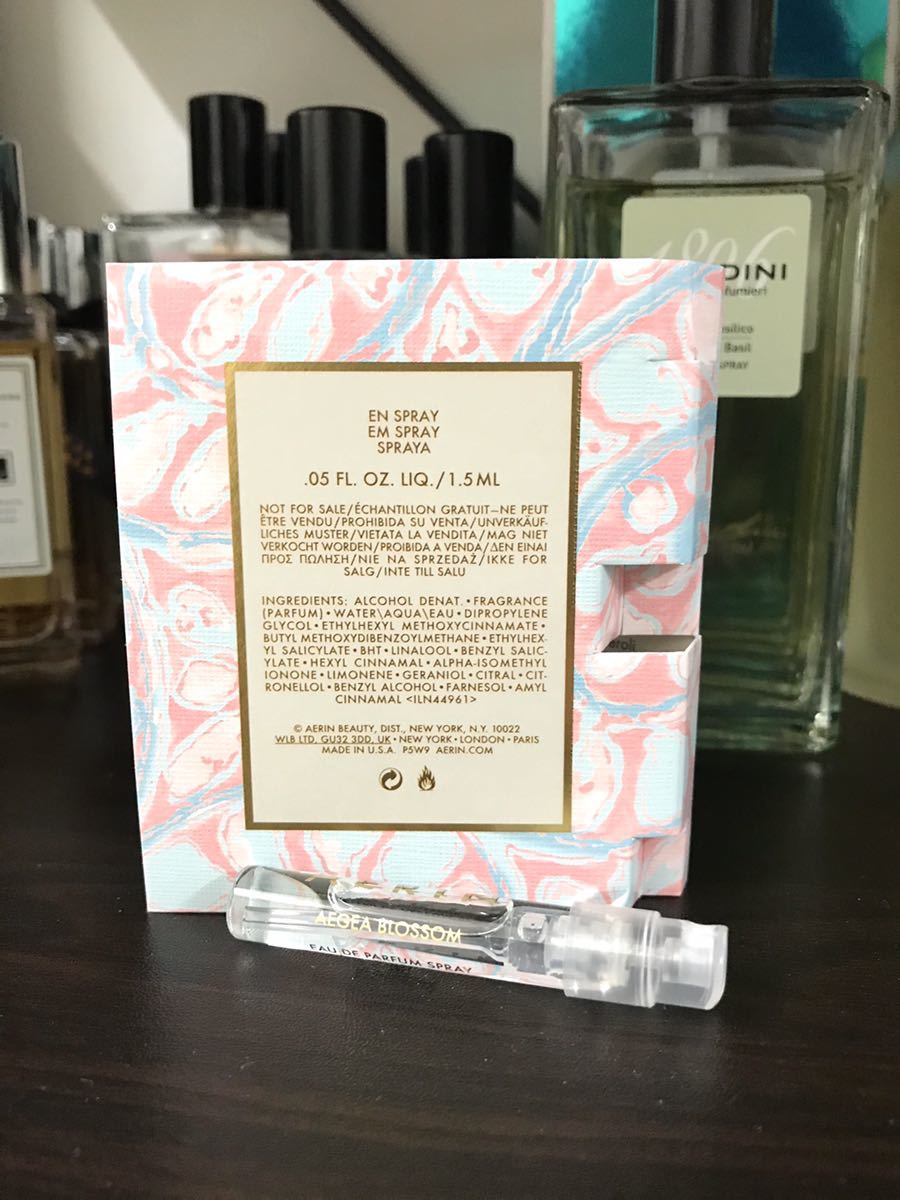 1806
DINI
fumieri
silico
Basil
SPRAY
EN SPRAY
EM SPRAY
SPRAYA
.05 FL. OZ. LIQ./1.5 ML
NOT FOR SALE/ÉCHANTILLON GRATUIT—NE PEUT
ÊTRE VENDU/PROHIBIDA SU VENTA/UNVERKÄUF-
LICHES MUSTER/VIETATA LA VENDITA/MAG NIET
VERKOCHT WORDEN/PROIBIDA A VENDA/ΔΕΝ ΕΙΝΑΙ
ΠΡΟΣ ΠΩΛΗΣΗ/NIE NA SPRZEDAŻ/IKKE FOR
SALG/INTE TILL SALU
INGREDIENTS: ALCOHOL DENAT. • FRAGRANCE
(PARFUM) • WATER\AQUA\EAU • DIPROPYLENE
GLYCOL • ETHYLHEXYL METHOXYCINNAMATE •
BUTYL METHOXYDIBENZOYLMETHANE • ETHYLHEX-
YL SALICYLATE • BHT • LINALOOL • BENZYL SALIC-
YLATE • HEXYL CINNAMAL • ALPHA-ISOMETHYL
IONONE • LIMONENE • GERANIOL • CITRAL • CIT-
RONELLOL • BENZYL ALCOHOL • FARNESOL • AMYL
CINNAMAL <ILN44961>
© AERIN BEAUTY, DIST., NEW YORK, N.Y. 10022
WLB LTD, GU32 3DD, UK • NEW YORK • LONDON • PARIS
MADE IN U.S.A. P5W9 AERIN.COM
eroli
AERIN
AEGEA BLOSSOM
EAU DE PARFUM SPRAY